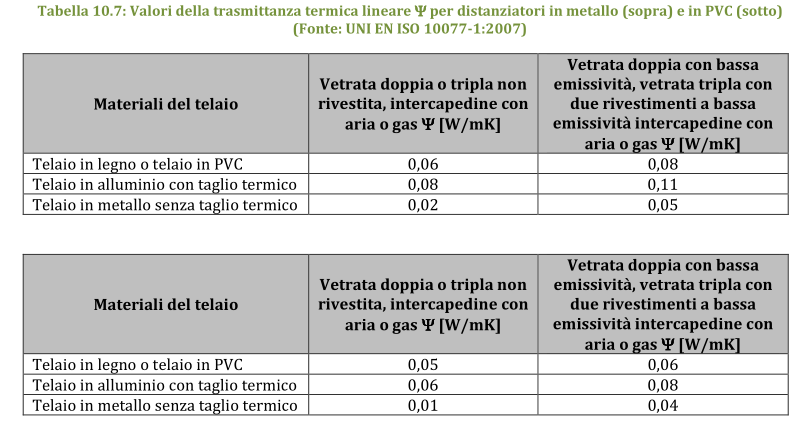 Tabella 10.7: Valori della trasmittanza termica lineare Ψ per distanziatori in metallo (sopra) e in PVC (sotto)
(Fonte: UNI EN ISO 10077-1:2007)
Materiali del telaio
Vetrata doppia o tripla non
rivestita, intercapedine con
aria o gas Ψ [W/mK]
Vetrata doppia con bassa
emissività, vetrata tripla con
due rivestimenti a bassa
emissività intercapedine con
aria o gas Ψ [W/mK]
Telaio in legno o telaio in PVC 0,06 0,08
Telaio in alluminio con taglio termico 0,08 0,11
Telaio in metallo senza taglio termico 0,02 0,05
Materiali del telaio
Vetrata doppia o tripla non
rivestita, intercapedine con
aria o gas Ψ [W/mK]
Vetrata doppia con bassa
emissività, vetrata tripla con
due rivestimenti a bassa
emissività intercapedine con
aria o gas Ψ [W/mK]
Telaio in legno o telaio in PVC 0,05 0,06
Telaio in alluminio con taglio termico 0,06 0,08
Telaio in metallo senza taglio termico 0,01 0,04